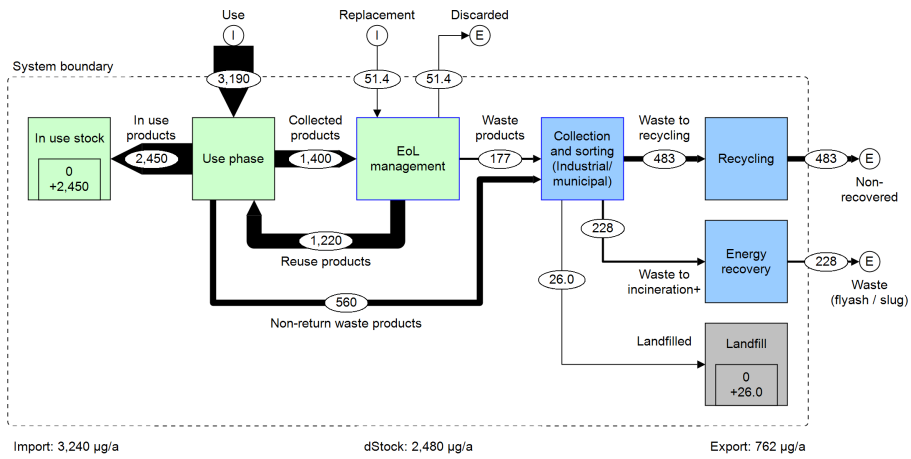 Use
Replacement
Discarded
I
I
E
System boundary
3,190
51.4
51.4
In use stock
0
+2,450
In use
products
2,450
Use phase
Collected
products
1,400
EoL
management
Waste
products
177
Collection
and sorting
(Industrial/
municipal)
Waste to
recycling
483
Recycling
483
E
Non-
recovered
1,220
Reuse products
228
26.0
Waste to
incineration+
Energy
recovery
228
E
Waste
(flyash / slug)
560
Non-return waste products
Landfilled
Landfill
0
+26.0
Import: 3,240 µg/a
dStock: 2,480 µg/a
Export: 762 µg/a